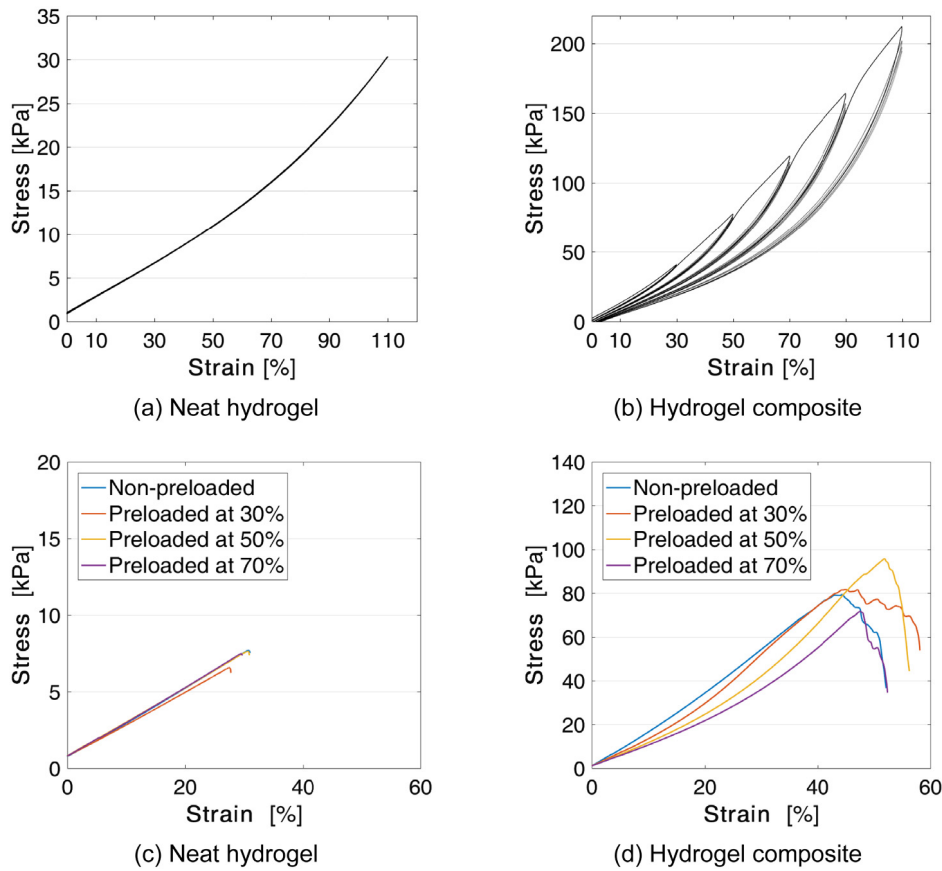 35
30
25
20
15
10
5
0
Stress [kPa]
0 10 30 50 70 90 110
Strain [%]
(a) Neat hydrogel
200
150
100
50
0
Stress [kPa]
0 10 30 50 70 90 110
Strain [%]
(b) Hydrogel composite
20
15
10
5
0
Stress [kPa]
Non-preloaded
Preloaded at 30%
Preloaded at 50%
Preloaded at 70%
0 20 40 60
Strain [%]
(c) Neat hydrogel
140
120
100
80
60
40
20
0
Stress [kPa]
Non-preloaded
Preloaded at 30%
Preloaded at 50%
Preloaded at 70%
0 20 40 60
Strain [%]
(d) Hydrogel composite